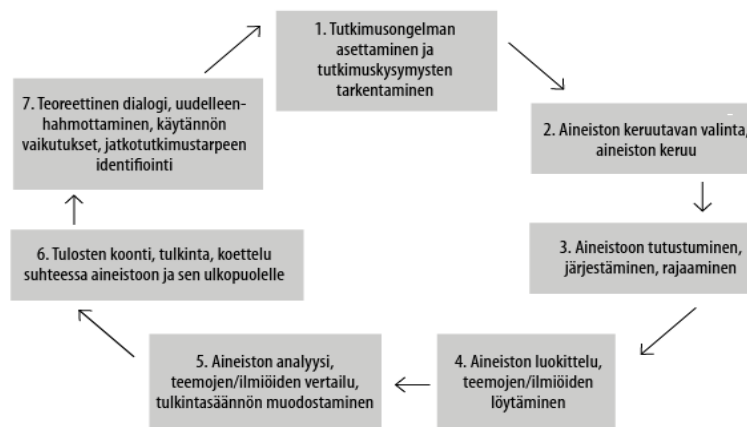 1. Tutkimusongelman
asettaminen ja
tutkimuskysymysten
tarkentaminen
2. Aineiston keruutavan valinta,
aineiston keruu
3. Aineistoon tutustuminen,
järjestäminen, rajaaminen
4. Aineiston luokittelu,
teemojen/ilmiöiden
löytäminen
5. Aineiston analyysi,
teemojen/ilmiöiden vertailu,
tulkintasäännön muodostaminen
6. Tulosten koonti, tulkinta, koettelu
suhteessa aineistoon ja sen ulkopuolelle
7. Teoreettinen dialogi, uudelleen-
hahmottaminen, käytännön
vaikutukset, jatkotutkimustarpeen
identifiointi